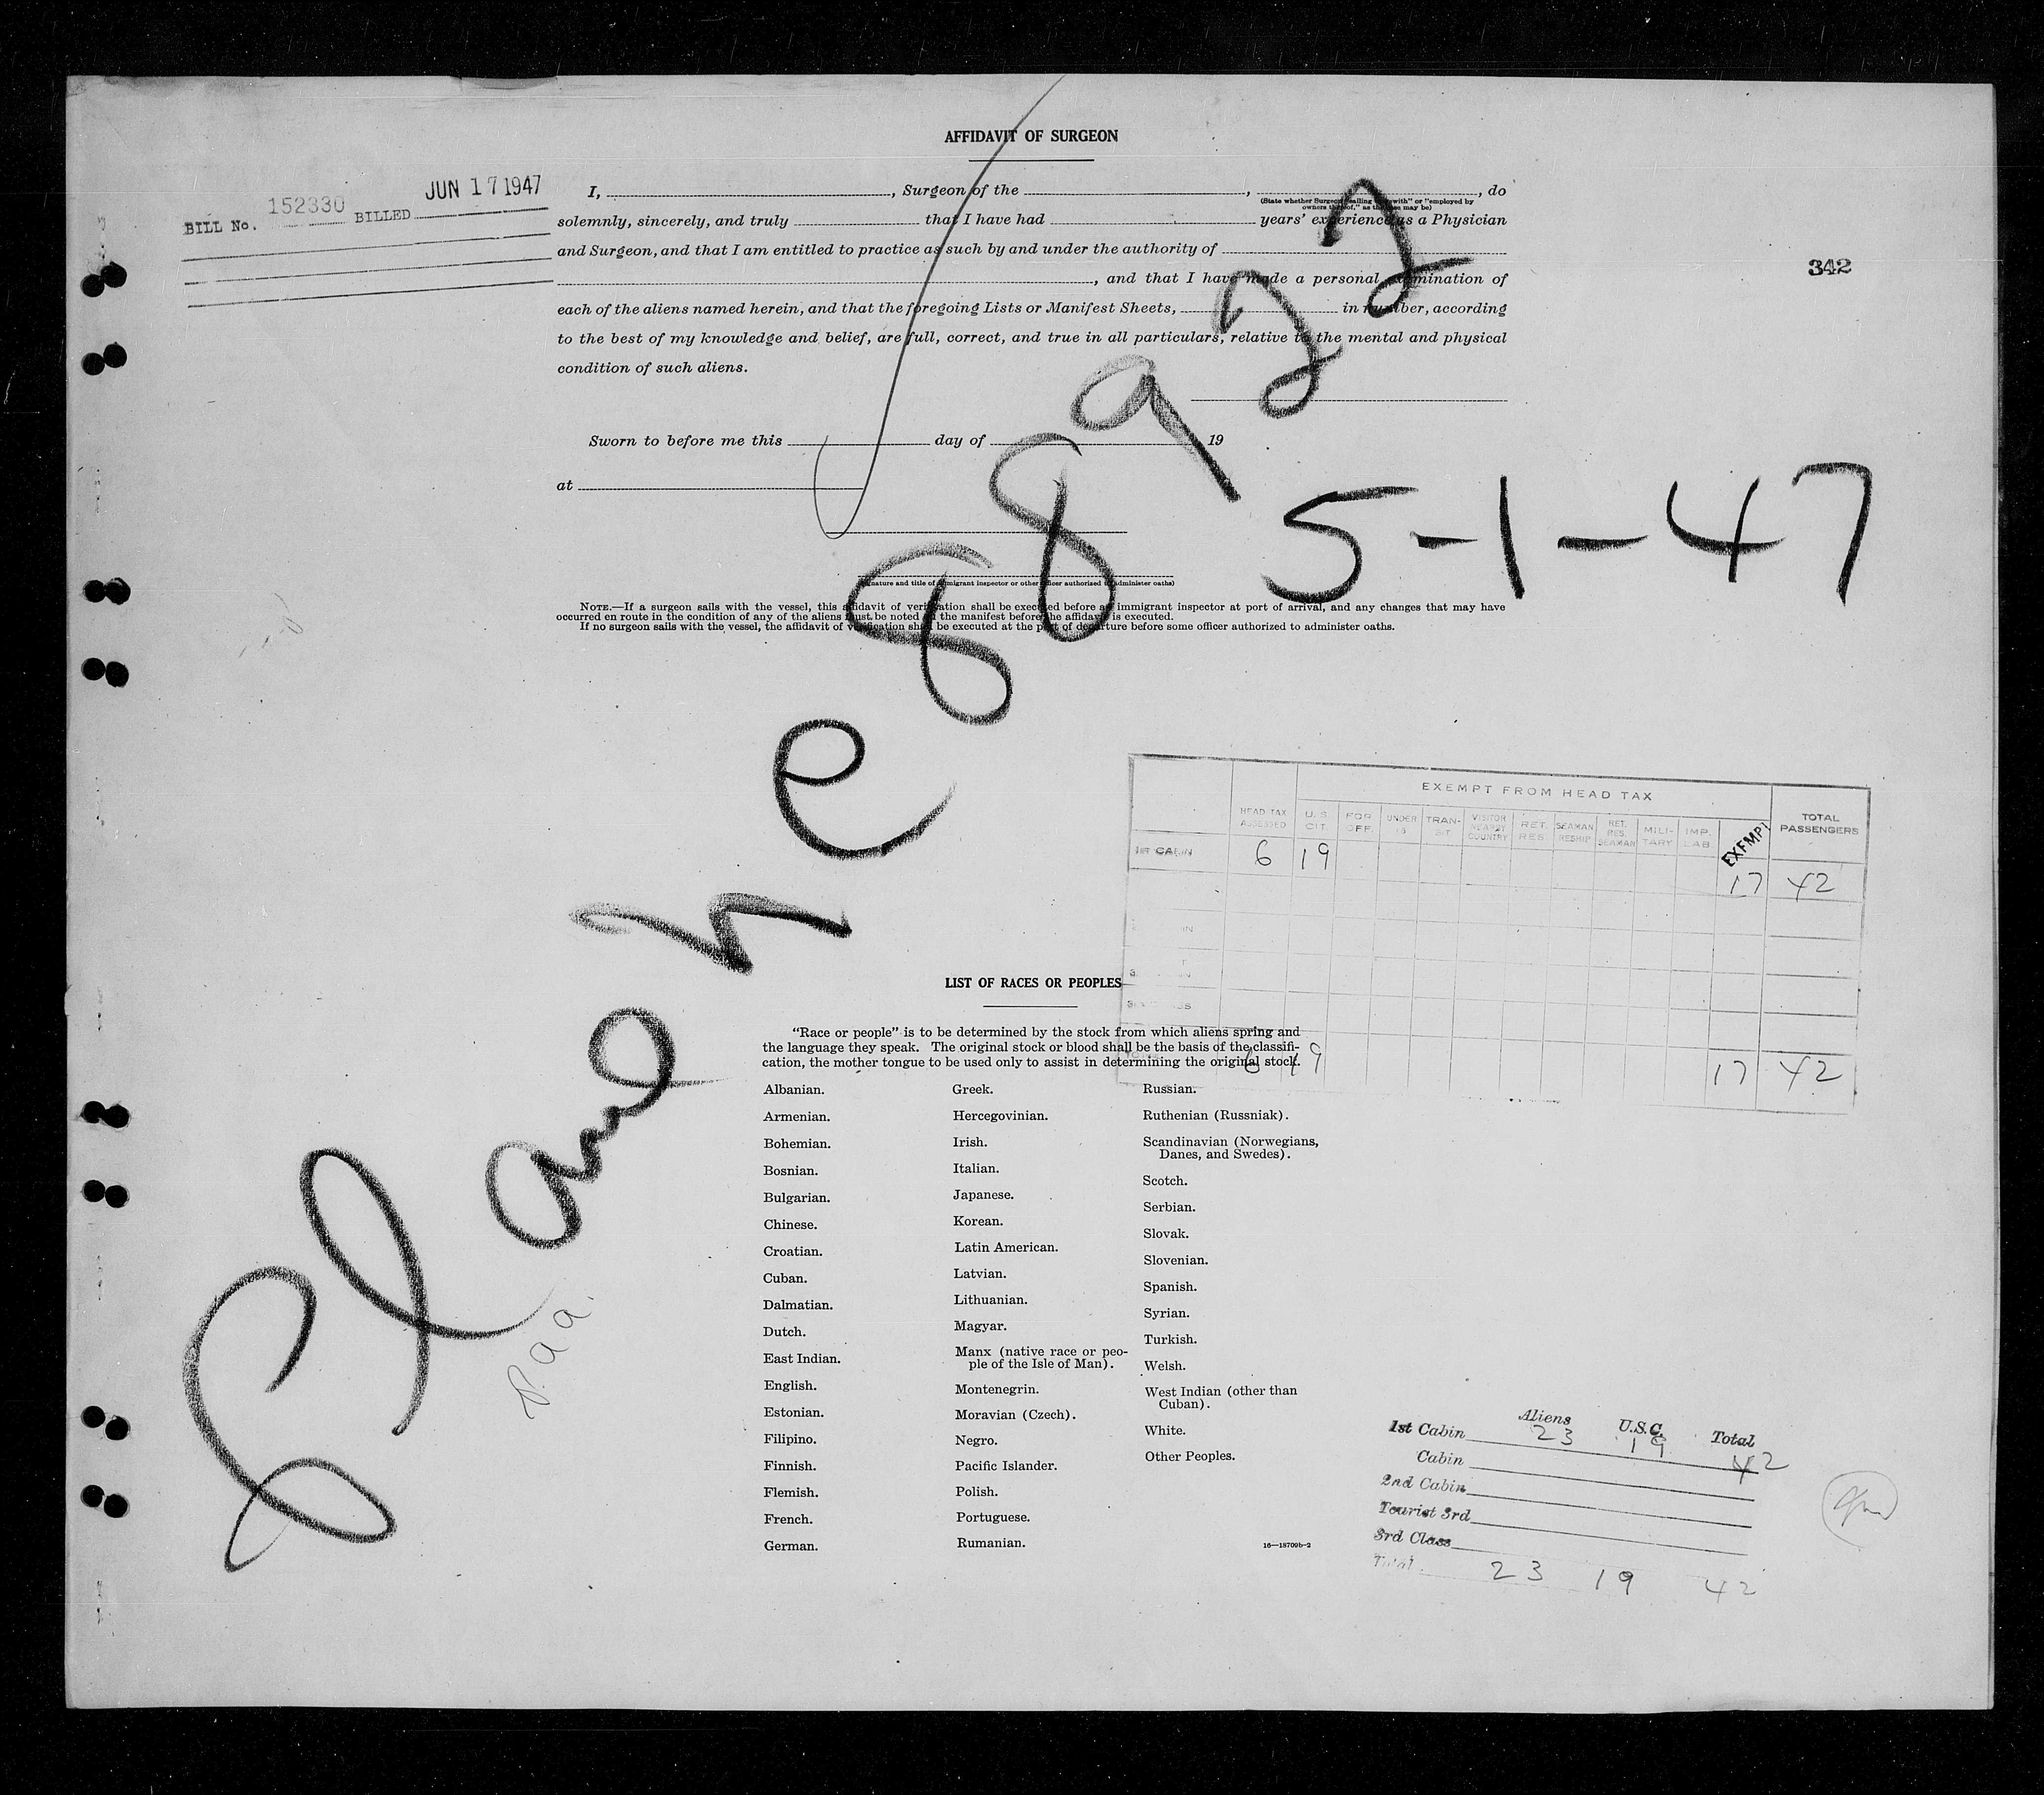 AFFIDAVIT OF SURGEON
BILL No. 152330 BILLED JUN 17 1947
I, , Surgeon of the , , do
(State whether Surgeon sailing therewith" or "employed by
owners thereof," as the case may be)
solemnly, sincerely, and truly that I have had years' experience as a Physician
and Surgeon, and that I am entitled to practice as such by and under the authority of
, and that I have made a personal examination of
342
each of the aliens named herein, and that the foregoing Lists or Manifest Sheets, in number, according
to the best of my knowledge and belief, are full, correct, and true in all particulars, relative to the mental and physical
condition of such aliens.
Sworn to before me this day of 19
at
(Signature and title of immigrant inspector or other officer authorized to administer oaths)
NOTE.—If a surgeon sails with the vessel, this affidavit of verification shall be executed before an immigrant inspector at port of arrival, and any changes that may have
occurred en route in the condition of any of the aliens must be noted on the manifest before the affidavit is executed.
If no surgeon sails with the vessel, the affidavit of verification shall be executed at the port of departure before some officer authorized to administer oaths.
Plane 88922
5-1-47
P.a.a.
EXEMPT FROM HEAD TAX
HEAD TAX ASSESSED U.S. CIT. FOR. OFF. UNDER 16 TRAN-SIT. VISITOR NEARBY COUNTRY RET. RES. SEAMAN RESHIP RET. RES. SEAMAN MILI-TARY IMP. LAB. EXEMPT TOTAL PASSENGERS
1ST CABIN 6 19 17 42
6 19 17 42
LIST OF RACES OR PEOPLES
"Race or people" is to be determined by the stock from which aliens spring and
the language they speak. The original stock or blood shall be the basis of the classifi-
cation, the mother tongue to be used only to assist in determining the original stock.
Albanian.
Armenian.
Bohemian.
Bosnian.
Bulgarian.
Chinese.
Croatian.
Cuban.
Dalmatian.
Dutch.
East Indian.
English.
Estonian.
Filipino.
Finnish.
Flemish.
French.
German.
Greek.
Hercegovinian.
Irish.
Italian.
Japanese.
Korean.
Latin American.
Latvian.
Lithuanian.
Magyar.
Manx (native race or peo-
ple of the Isle of Man).
Montenegrin.
Moravian (Czech).
Negro.
Pacific Islander.
Polish.
Portuguese.
Rumanian.
Russian.
Ruthenian (Russniak).
Scandinavian (Norwegians,
Danes, and Swedes).
Scotch.
Serbian.
Slovak.
Slovenian.
Spanish.
Syrian.
Turkish.
Welsh.
West Indian (other than
Cuban).
White.
Other Peoples.
16—18709b-2
Aliens U.S.C. Total
1st Cabin 23 19 42
Cabin
2nd Cabin
Tourist 3rd
3rd Class
Total 23 19 42